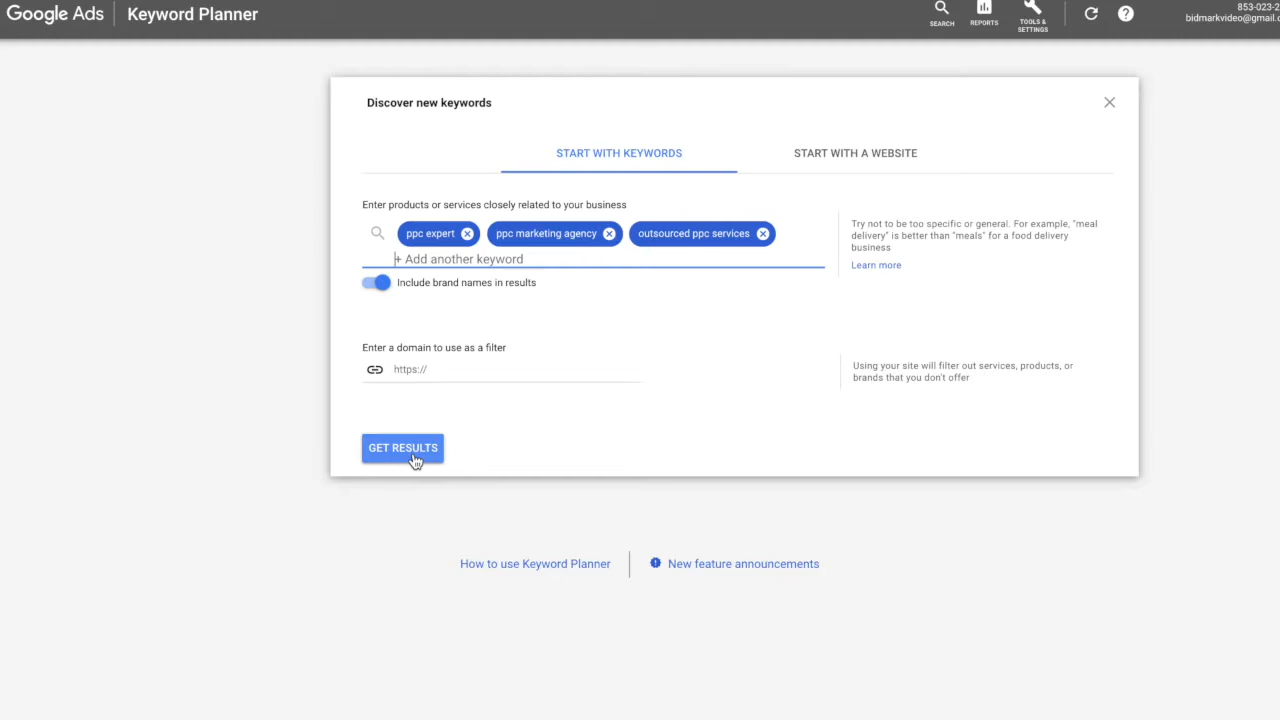 Google Ads Keyword Planner
SEARCH
REPORTS
TOOLS &
SETTINGS
853-023-2
bidmarkvideo@gmail.c
Discover new keywords
START WITH KEYWORDS
START WITH A WEBSITE
Enter products or services closely related to your business
ppc expert
ppc marketing agency
outsourced ppc services
+ Add another keyword
Include brand names in results
Try not to be too specific or general. For example, "meal
delivery" is better than "meals" for a food delivery
business
Learn more
Enter a domain to use as a filter
https://
Using your site will filter out services, products, or
brands that you don't offer
GET RESULTS
How to use Keyword Planner
New feature announcements